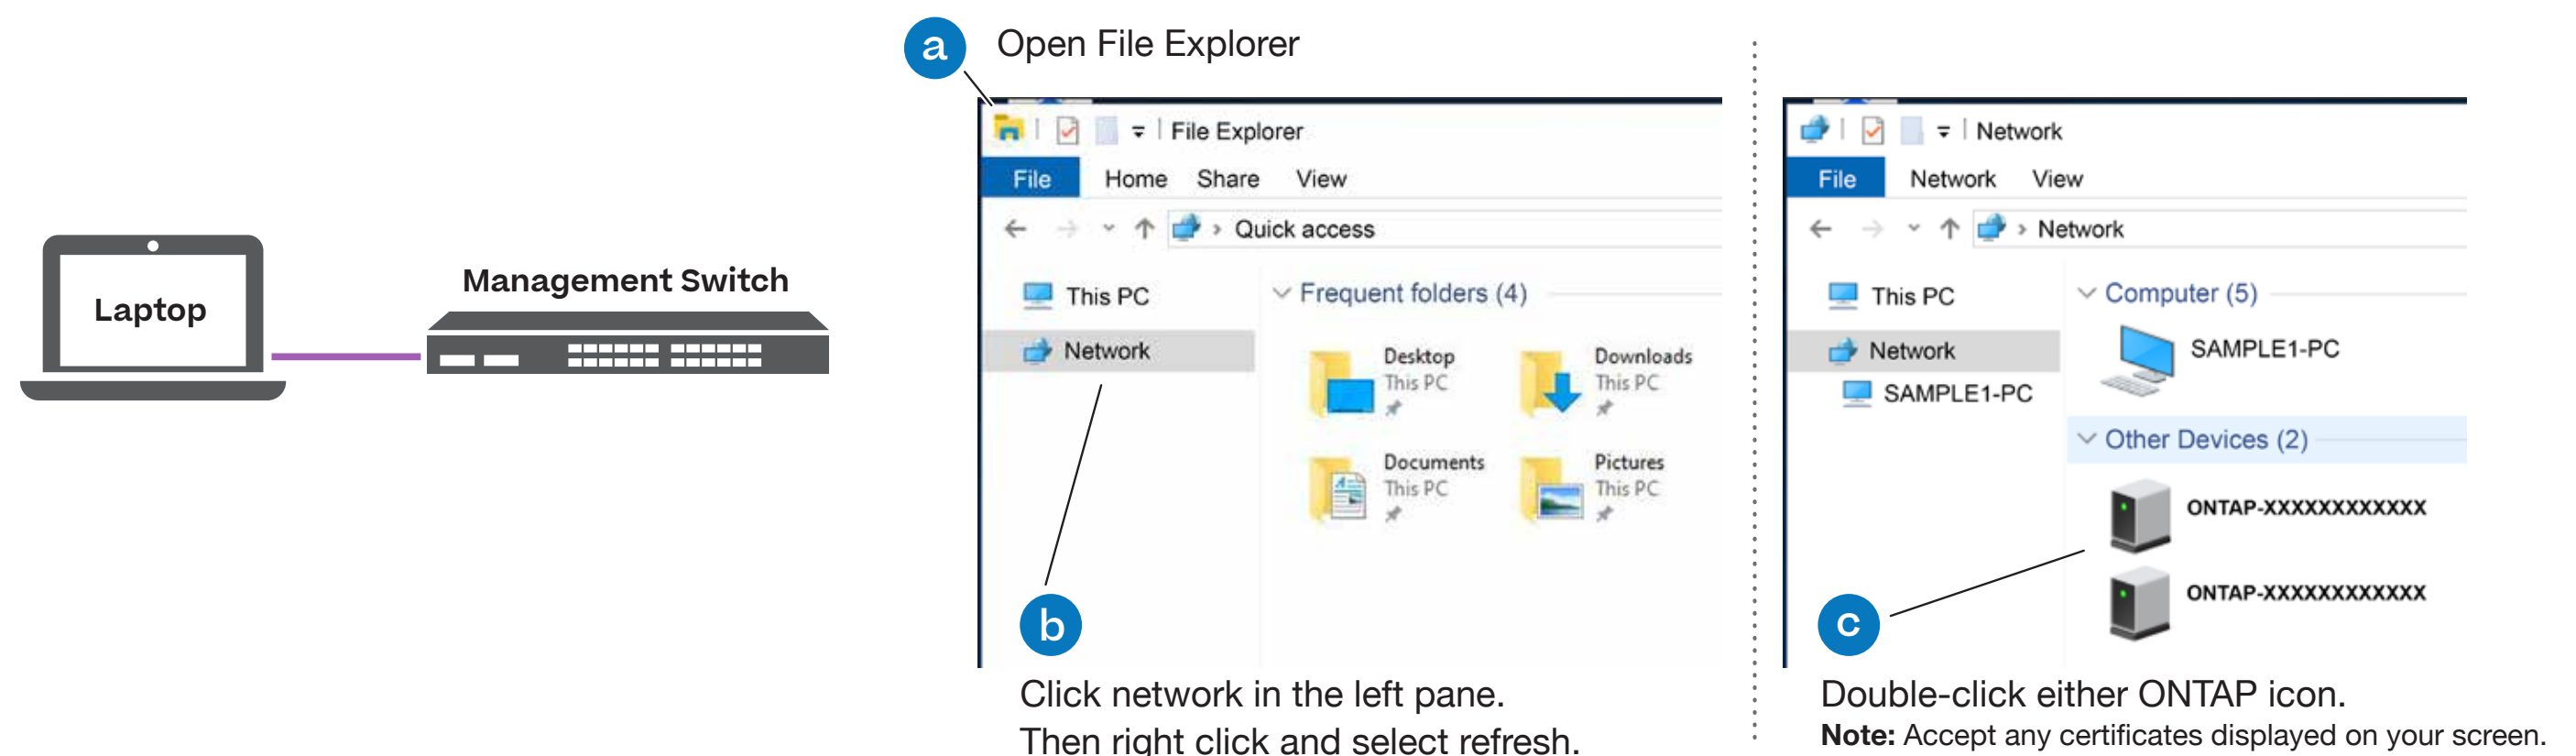 Laptop
Management Switch
a
Open File Explorer
File Explorer
File Home Share View
Quick access
This PC
Network
Frequent folders (4)
Desktop
This PC
Downloads
This PC
Documents
This PC
Pictures
This PC
b
Click network in the left pane.
Then right click and select refresh.
Network
File Network View
Network
This PC
Network
SAMPLE1-PC
Computer (5)
SAMPLE1-PC
Other Devices (2)
ONTAP-XXXXXXXXXXXX
ONTAP-XXXXXXXXXXXX
c
Double-click either ONTAP icon.
Note: Accept any certificates displayed on your screen.